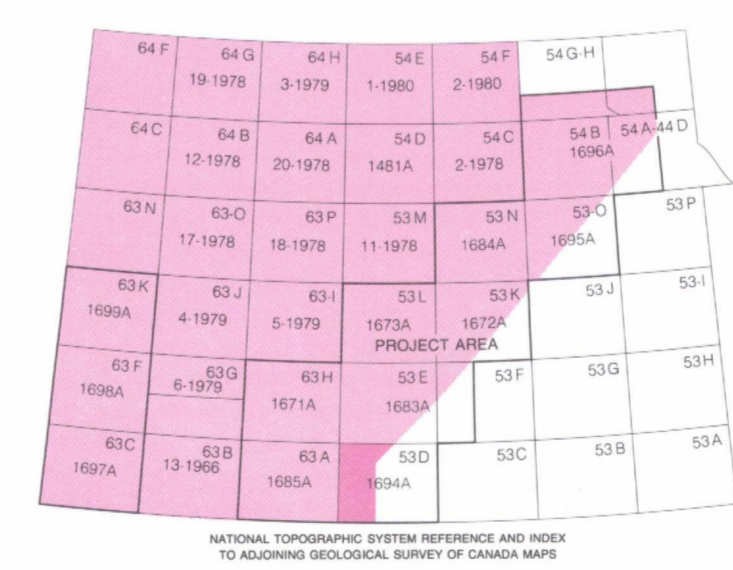 64 F 64 G 64 H 54 E 54 F 54 G-H
19-1978 3-1979 1-1980 2-1980
64 C 64 B 64 A 54 D 54 C 54 B 54 A-44 D
12-1978 20-1978 1481A 2-1978 1696A
63 N 63-O 63 P 53 M 53 N 53-O 53 P
17-1978 18-1978 11-1978 1684A 1695A
63 K 63 J 63-I 53 L 53 K 53 J 53-I
1699A 4-1979 5-1979 1673A 1672A
PROJECT AREA
63 F 63 G 63 H 53 E 53 F 53 G 53 H
1698A 6-1979 1671A 1683A
63 C 63 B 63 A 53 D 53 C 53 B 53 A
1697A 13-1966 1685A 1694A
NATIONAL TOPOGRAPHIC SYSTEM REFERENCE AND INDEX
TO ADJOINING GEOLOGICAL SURVEY OF CANADA MAPS